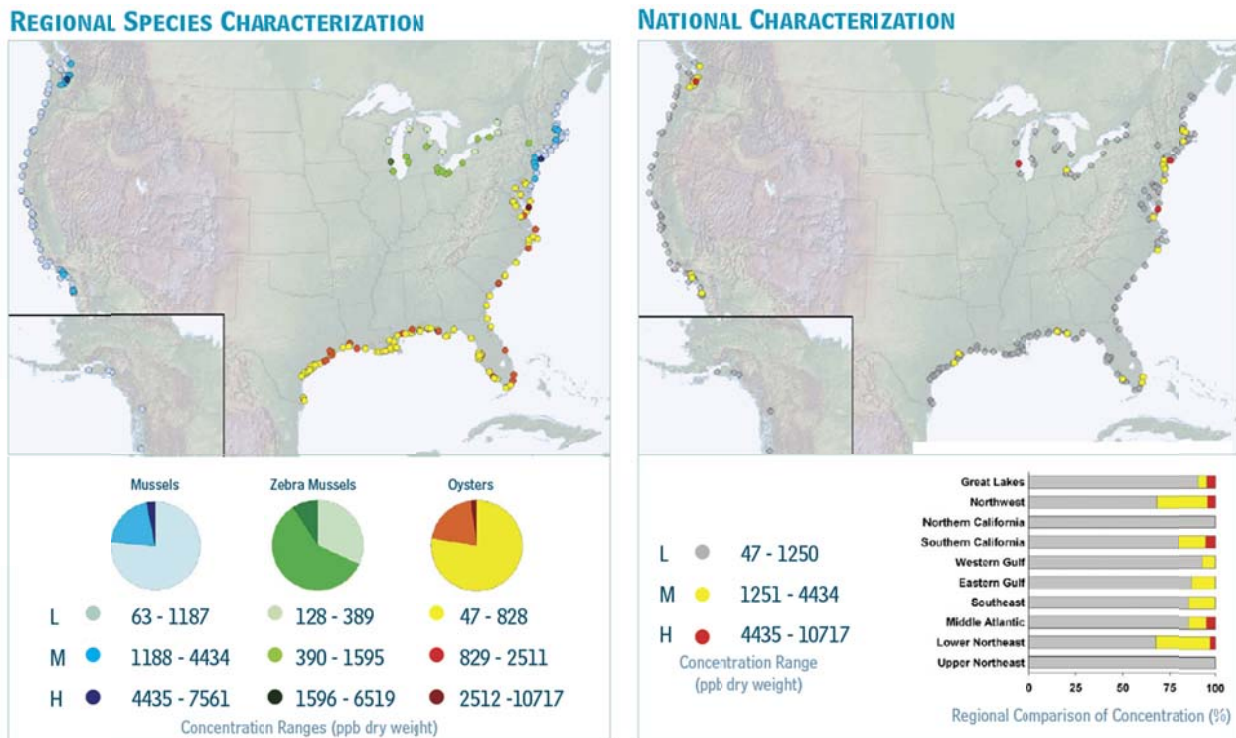 REGIONAL SPECIES CHARACTERIZATION
Mussels Zebra Mussels Oysters
L 63 - 1187 128 - 389 47 - 828
M 1188 - 4434 390 - 1595 829 - 2511
H 4435 - 7561 1596 - 6519 2512 -10717
Concentration Ranges (ppb dry weight)
NATIONAL CHARACTERIZATION
L 47 - 1250
M 1251 - 4434
H 4435 - 10717
Concentration Range
(ppb dry weight)
Great Lakes
Northwest
Northern California
Southern California
Western Gulf
Eastern Gulf
Southeast
Middle Atlantic
Lower Northeast
Upper Northeast
0 25 50 75 100
Regional Comparison of Concentration (%)